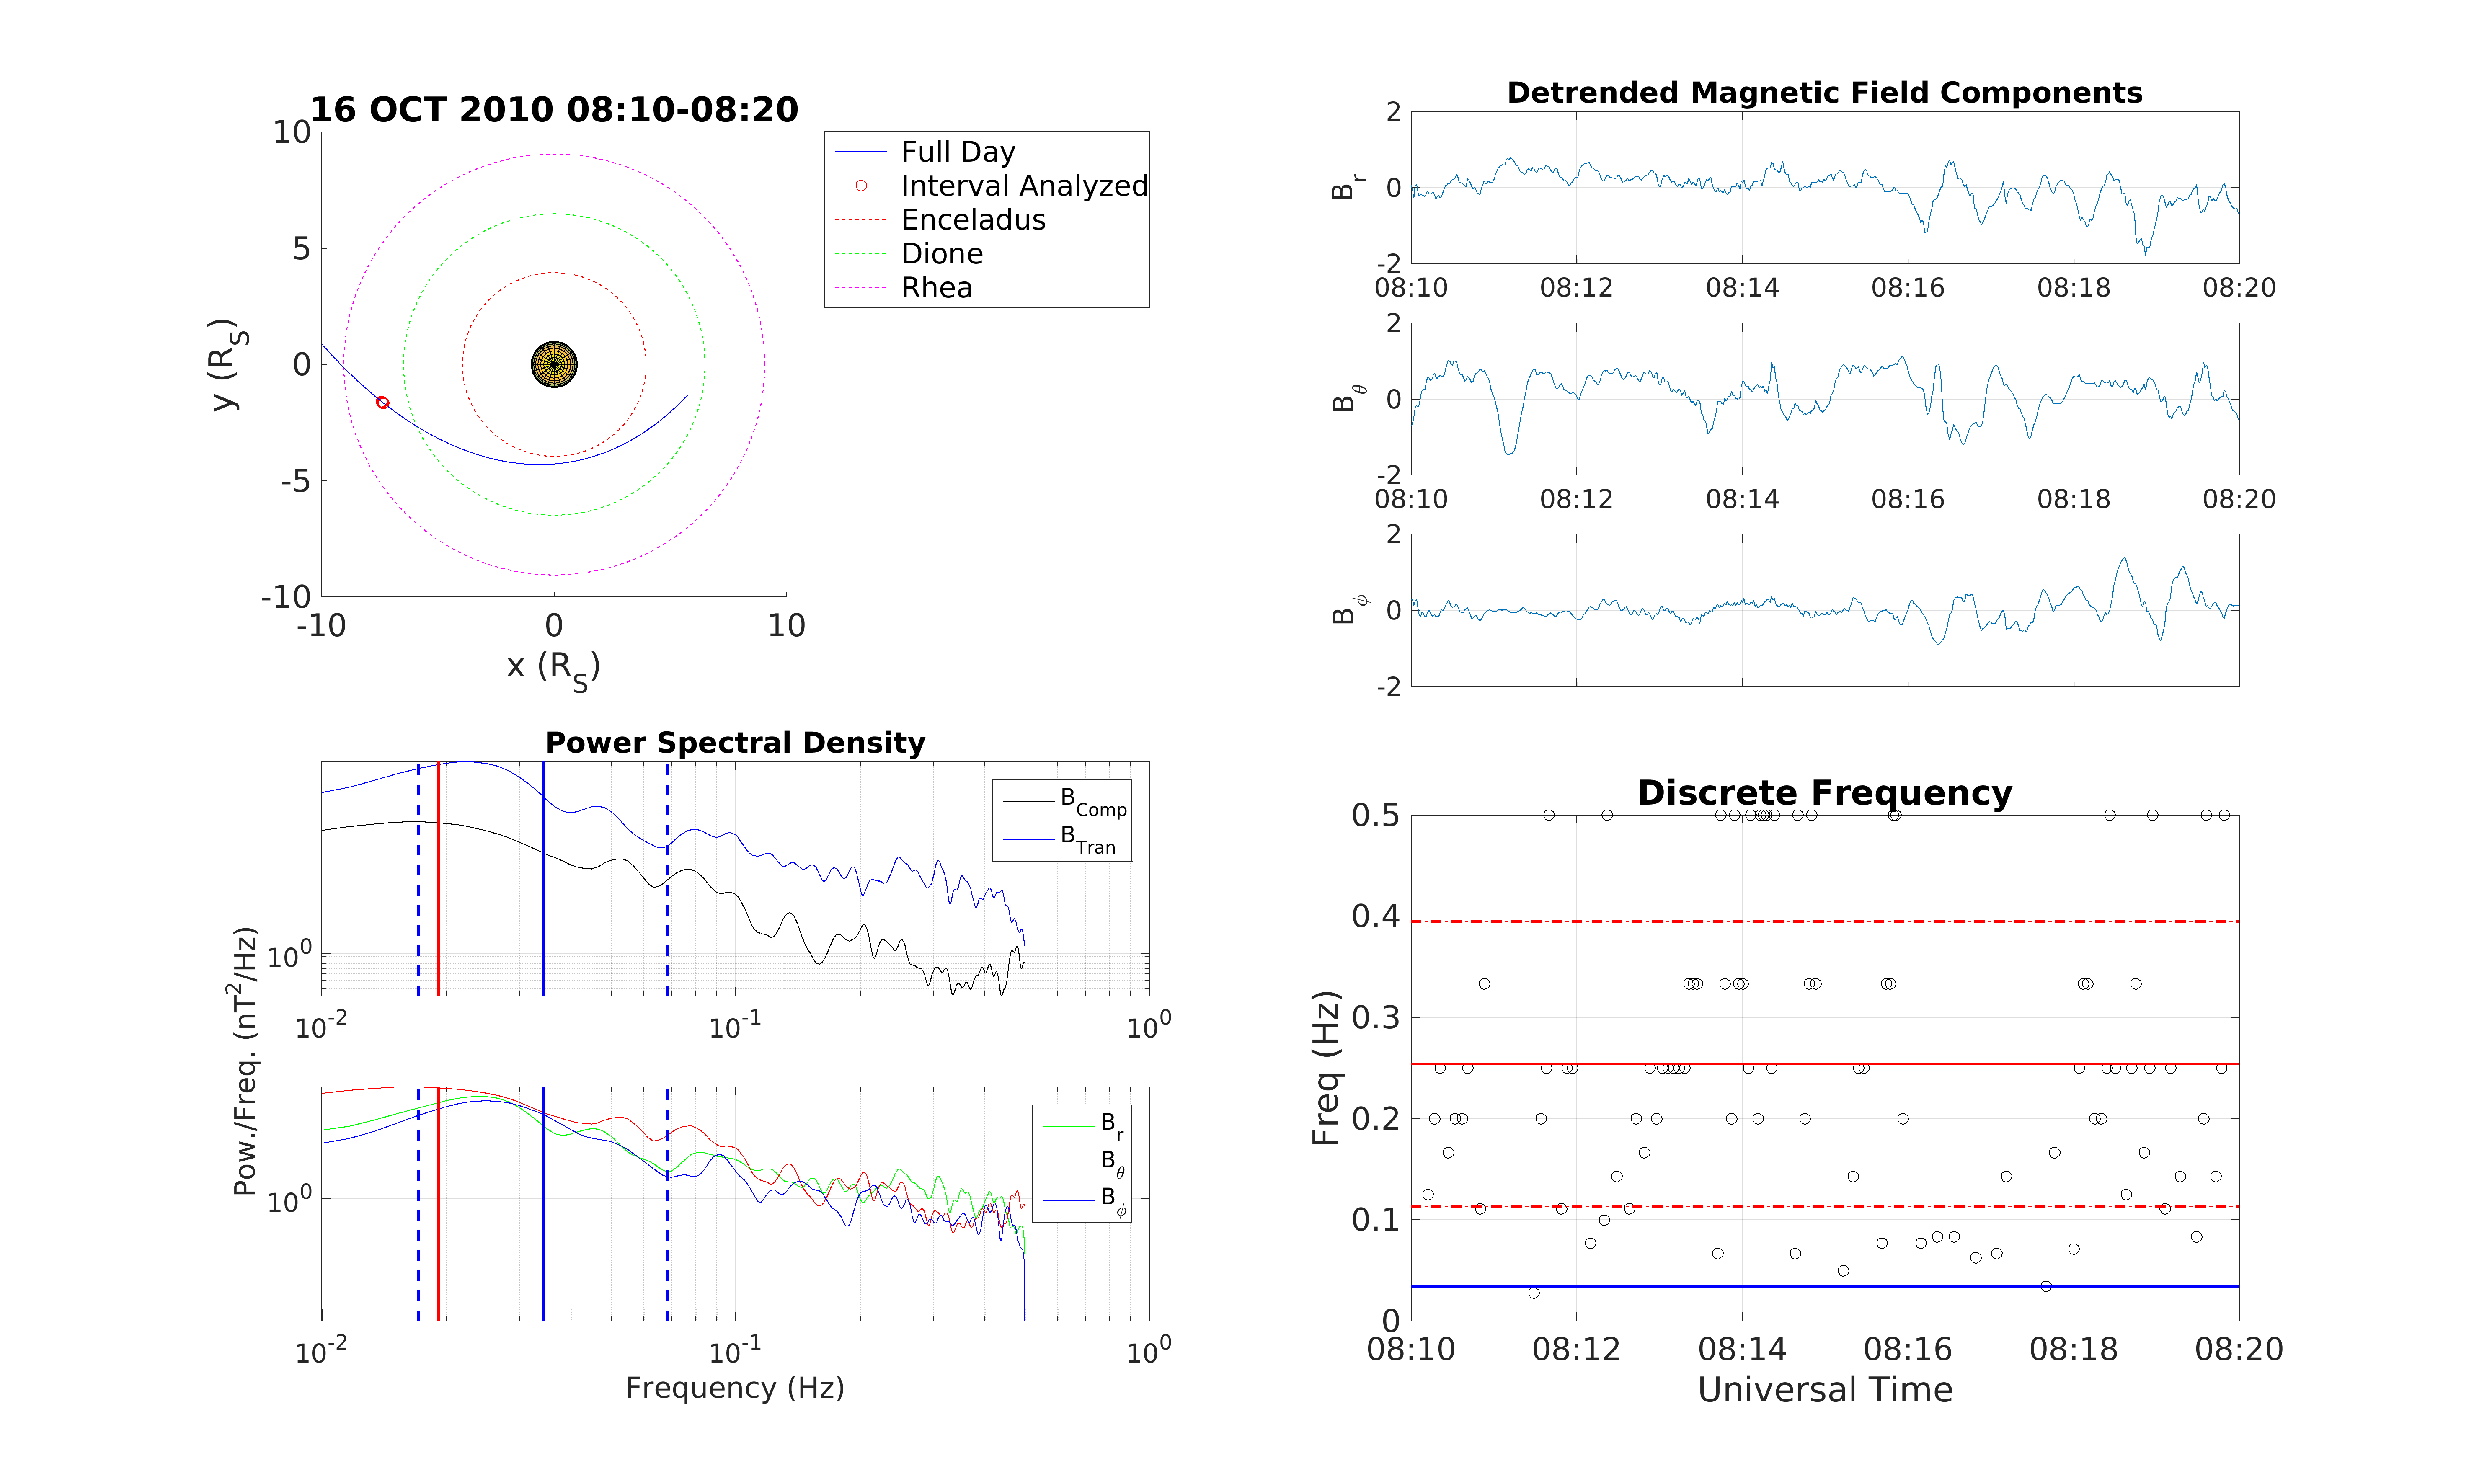 16 OCT 2010 08:10-08:20
10
5
0
-5
-10
-10 0 10
x (R_S)
y (R_S)
Full Day
Interval Analyzed
Enceladus
Dione
Rhea
Detrended Magnetic Field Components
2
0
-2
B_r
08:10 08:12 08:14 08:16 08:18 08:20
2
0
-2
B_θ
08:10 08:12 08:14 08:16 08:18 08:20
2
0
-2
B_ϕ
Power Spectral Density
10^0
B_Comp
B_Tran
10^-2 10^-1 10^0
Pow./Freq. (nT^2/Hz)
10^0
B_r
B_θ
B_ϕ
10^-2 10^-1 10^0
Frequency (Hz)
Discrete Frequency
0.5
0.4
0.3
0.2
0.1
0
Freq (Hz)
08:10 08:12 08:14 08:16 08:18 08:20
Universal Time